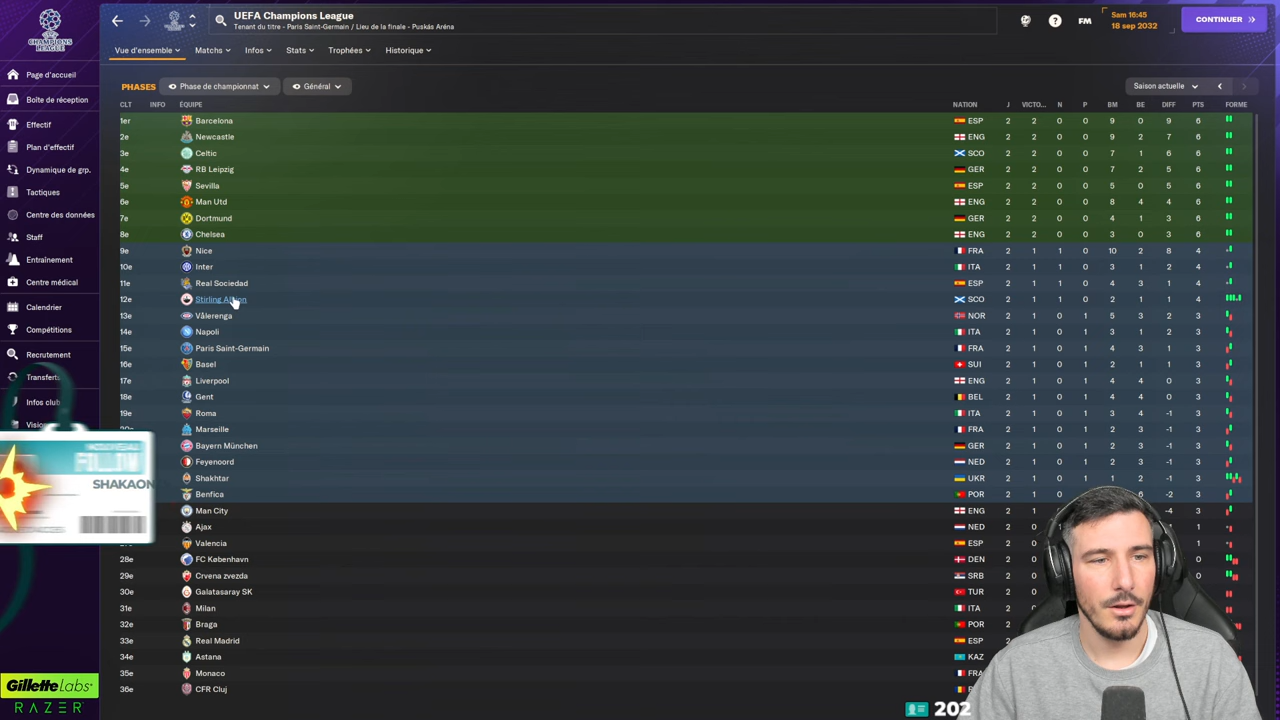 UEFA Champions League
Tenant du titre - Paris Saint-Germain / Lieu de la finale - Puskás Aréna
FM
Sam 16:45
18 sep 2032
CONTINUER
CHAMPIONS LEAGUE
Vue d'ensemble Matchs Infos Stats Trophées Historique
Page d'accueil
Boîte de réception
Effectif
Plan d'effectif
Dynamique de grp.
Tactiques
Centre des données
Staff
Entraînement
Centre médical
Calendrier
Compétitions
Recrutement
Transferts
Infos club
PHASES Phase de championnat Général Saison actuelle
CLT INFO ÉQUIPE NATION J VICTO... N P BM BE DIFF PTS FORME
1er Barcelona ESP 2 2 0 0 9 0 9 6
2e Newcastle ENG 2 2 0 0 9 2 7 6
3e Celtic SCO 2 2 0 0 7 1 6 6
4e RB Leipzig GER 2 2 0 0 7 2 5 6
5e Sevilla ESP 2 2 0 0 5 0 5 6
6e Man Utd ENG 2 2 0 0 8 4 4 6
7e Dortmund GER 2 2 0 0 4 1 3 6
8e Chelsea ENG 2 2 0 0 3 0 3 6
9e Nice FRA 2 1 1 0 10 2 8 4
10e Inter ITA 2 1 1 0 3 1 2 4
11e Real Sociedad ESP 2 1 1 0 4 3 1 4
12e Stirling Albion SCO 2 1 1 0 2 1 1 4
13e Vålerenga NOR 2 1 0 1 5 3 2 3
14e Napoli ITA 2 1 0 1 3 1 2 3
15e Paris Saint-Germain FRA 2 1 0 1 4 3 1 3
16e Basel SUI 2 1 0 1 4 3 1 3
17e Liverpool ENG 2 1 0 1 4 4 0 3
18e Gent BEL 2 1 0 1 4 4 0 3
19e Roma ITA 2 1 0 1 3 4 -1 3
Marseille FRA 2 1 0 1 2 3 -1 3
Bayern München GER 2 1 0 1 2 3 -1 3
Feyenoord NED 2 1 0 1 2 3 -1 3
Shakhtar UKR 2 1 0 1 1 2 -1 3
Benfica POR 2 1 0 6 -2 3
Man City ENG 2 1 -4 3
Ajax NED 2 0 1
Valencia ESP 2 0 1
28e FC København DEN 2 0 0
29e Crvena zvezda SRB 2 0 0
30e Galatasaray SK TUR 2 0
31e Milan ITA 2 0
32e Braga POR 2
33e Real Madrid ESP 2
34e Astana KAZ 2
35e Monaco FRA
36e CFR Cluj
SHAKAON
Gillette Labs
RAZER
202